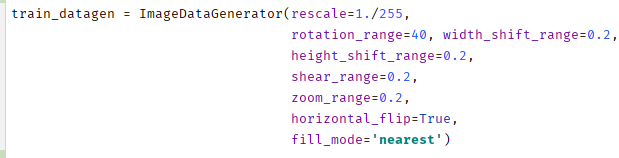 train_datagen = ImageDataGenerator(rescale=1./255,
rotation_range=40, width_shift_range=0.2,
height_shift_range=0.2,
shear_range=0.2,
zoom_range=0.2,
horizontal_flip=True,
fill_mode='nearest')